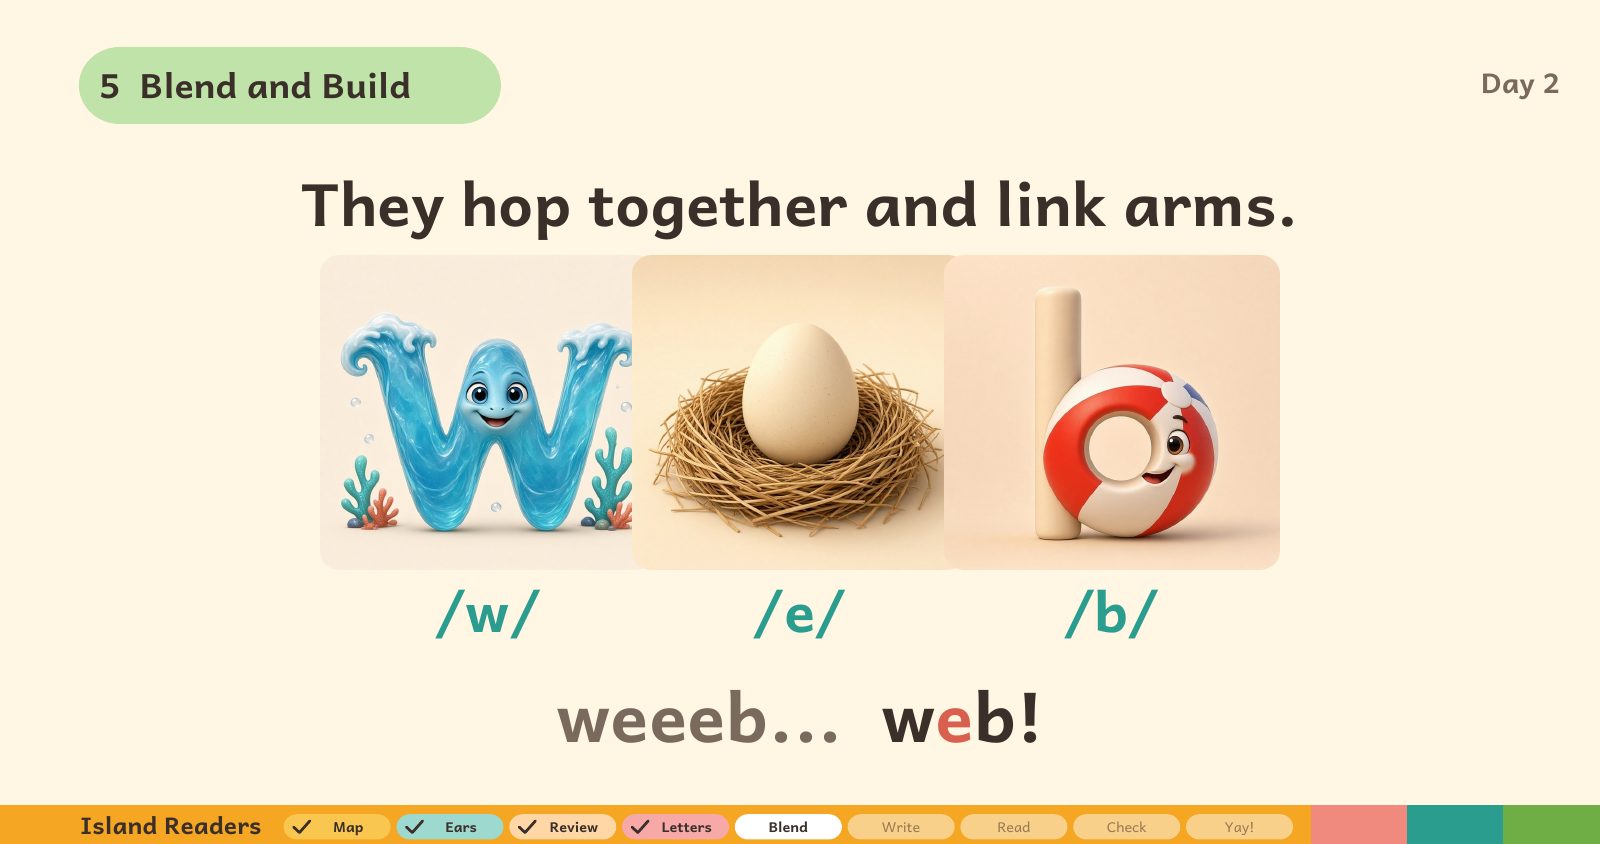 5 Blend and Build
Day 2
They hop together and link arms.
/w/ /e/ /b/
weeeb... web!
Island Readers Map Ears Review Letters Blend Write Read Check Yay!